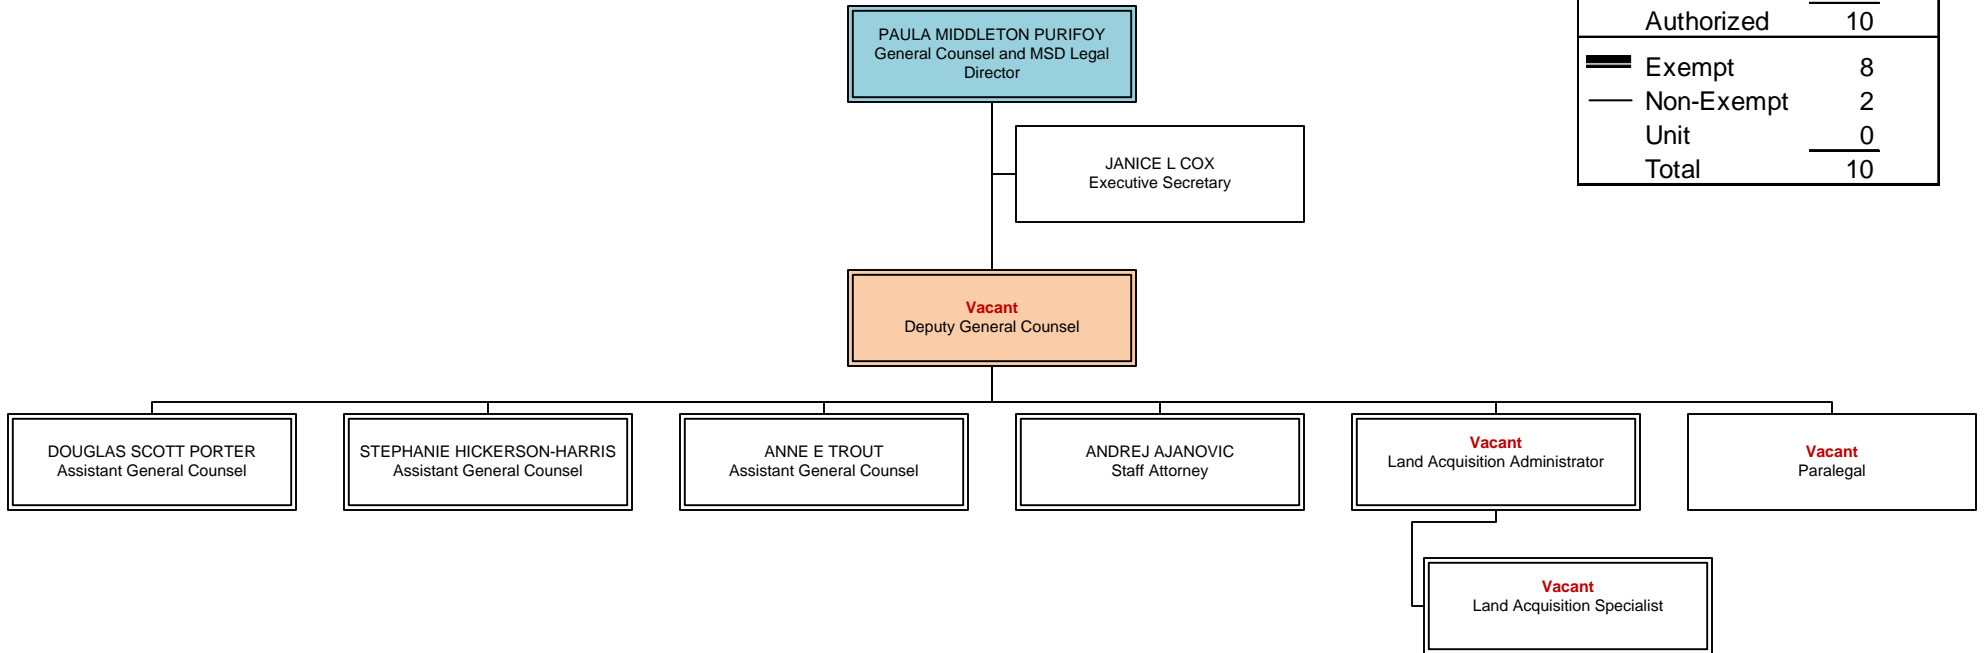 PAULA MIDDLETON PURIFOY
General Counsel and MSD Legal
Director
Authorized 10
Exempt 8
Non-Exempt 2
Unit 0
Total 10
JANICE L COX
Executive Secretary
Vacant
Deputy General Counsel
DOUGLAS SCOTT PORTER
Assistant General Counsel
STEPHANIE HICKERSON-HARRIS
Assistant General Counsel
ANNE E TROUT
Assistant General Counsel
ANDREJ AJANOVIC
Staff Attorney
Vacant
Land Acquisition Administrator
Vacant
Paralegal
Vacant
Land Acquisition Specialist